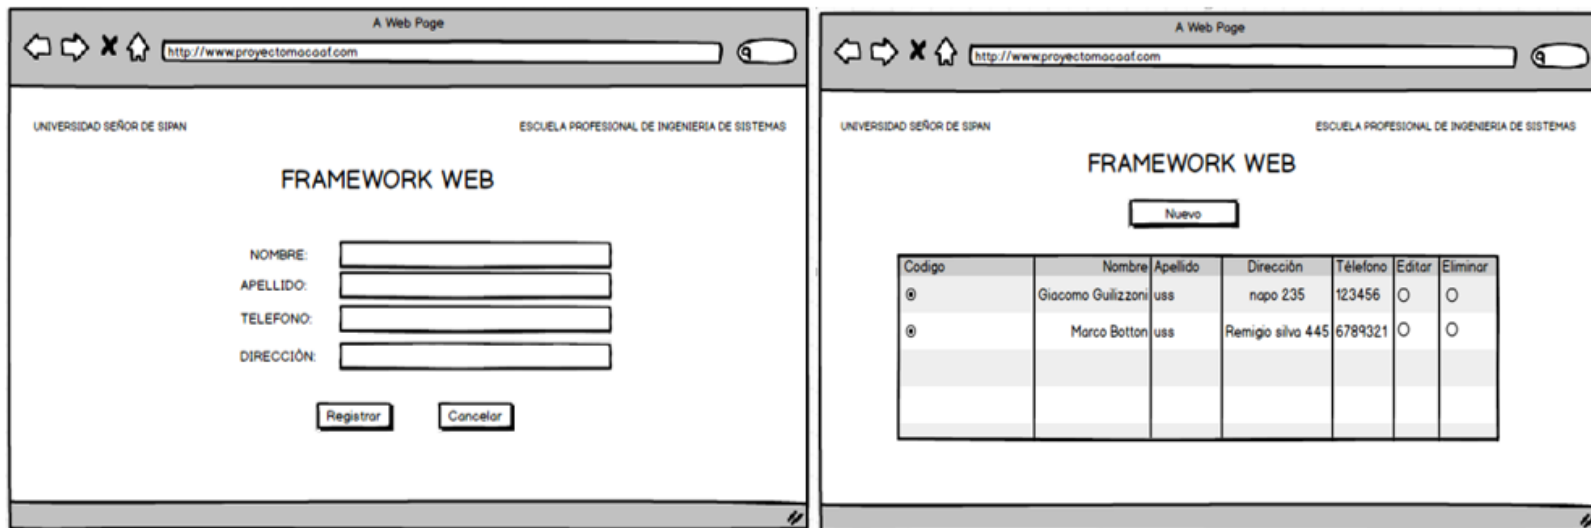 A Web Page
http://www.proyectomacaaf.com
UNIVERSIDAD SEÑOR DE SIPAN
ESCUELA PROFESIONAL DE INGENIERIA DE SISTEMAS
FRAMEWORK WEB
NOMBRE:
APELLIDO:
TELEFONO:
DIRECCIÓN:
Registrar
Cancelar
A Web Page
http://www.proyectomacaaf.com
UNIVERSIDAD SEÑOR DE SIPAN
ESCUELA PROFESIONAL DE INGENIERIA DE SISTEMAS
FRAMEWORK WEB
Nuevo
Codigo Nombre Apellido Dirección Télefono Editar Eliminar
Giacomo Guilizzoni uss napo 235 123456
Marco Botton uss Remigio silva 445 6789321